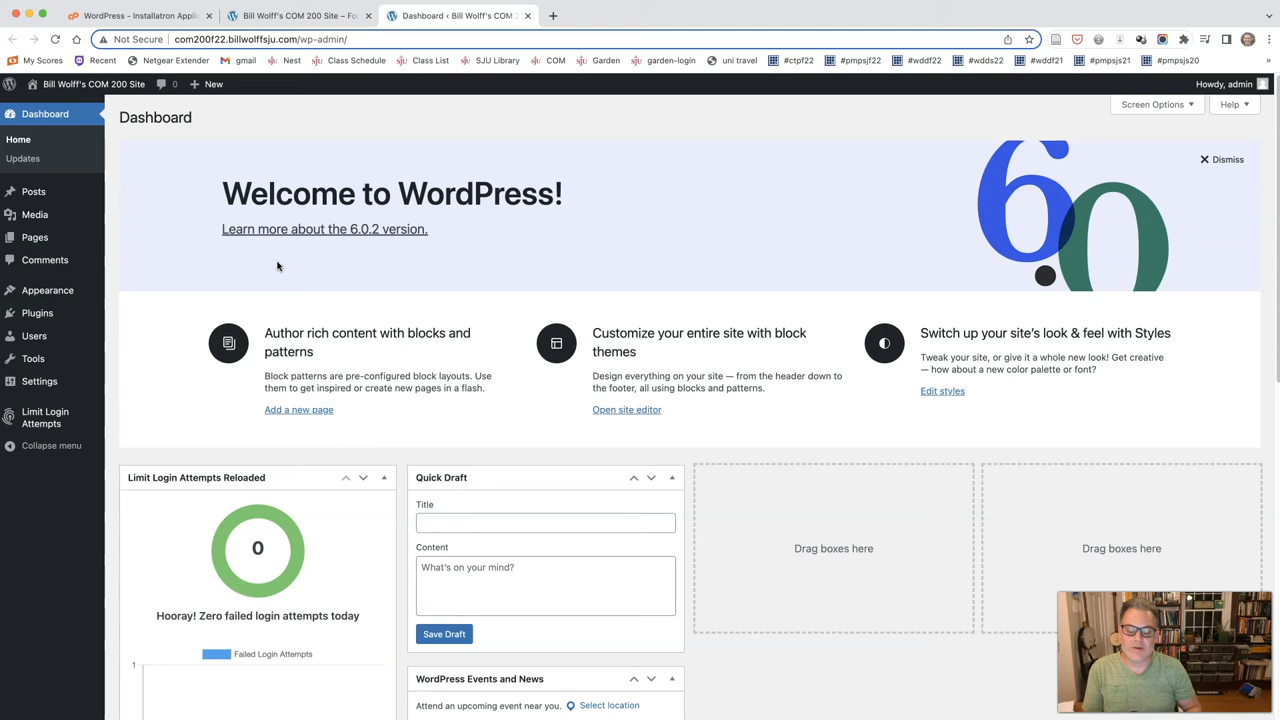 WordPress - Installatron Applic
Bill Wolff's COM 200 Site – Fo
Dashboard ‹ Bill Wolff's COM 2
Not Secure
com200f22.billwolffsju.com/wp-admin/
My Scores
Recent
Netgear Extender
gmail
Nest
Class Schedule
Class List
SJU Library
COM
Garden
garden-login
uni travel
#ctpf22
#pmpsjf22
#wddf22
#wdds22
#wddf21
#pmpsjs21
#pmpsjs20
Bill Wolff's COM 200 Site
0
New
Howdy, admin
Dashboard
Home
Updates
Posts
Media
Pages
Comments
Appearance
Plugins
Users
Tools
Settings
Limit Login
Attempts
Collapse menu
Dashboard
Screen Options
Help
Welcome to WordPress!
Learn more about the 6.0.2 version.
Dismiss
6.0
Author rich content with blocks and
patterns
Block patterns are pre-configured block layouts. Use
them to get inspired or create new pages in a flash.
Add a new page
Customize your entire site with block
themes
Design everything on your site — from the header down to
the footer, all using blocks and patterns.
Open site editor
Switch up your site's look & feel with Styles
Tweak your site, or give it a whole new look! Get creative
— how about a new color palette or font?
Edit styles
Limit Login Attempts Reloaded
0
Hooray! Zero failed login attempts today
Failed Login Attempts
1
Quick Draft
Title
Content
What's on your mind?
Save Draft
WordPress Events and News
Attend an upcoming event near you.
Select location
Drag boxes here
Drag boxes here